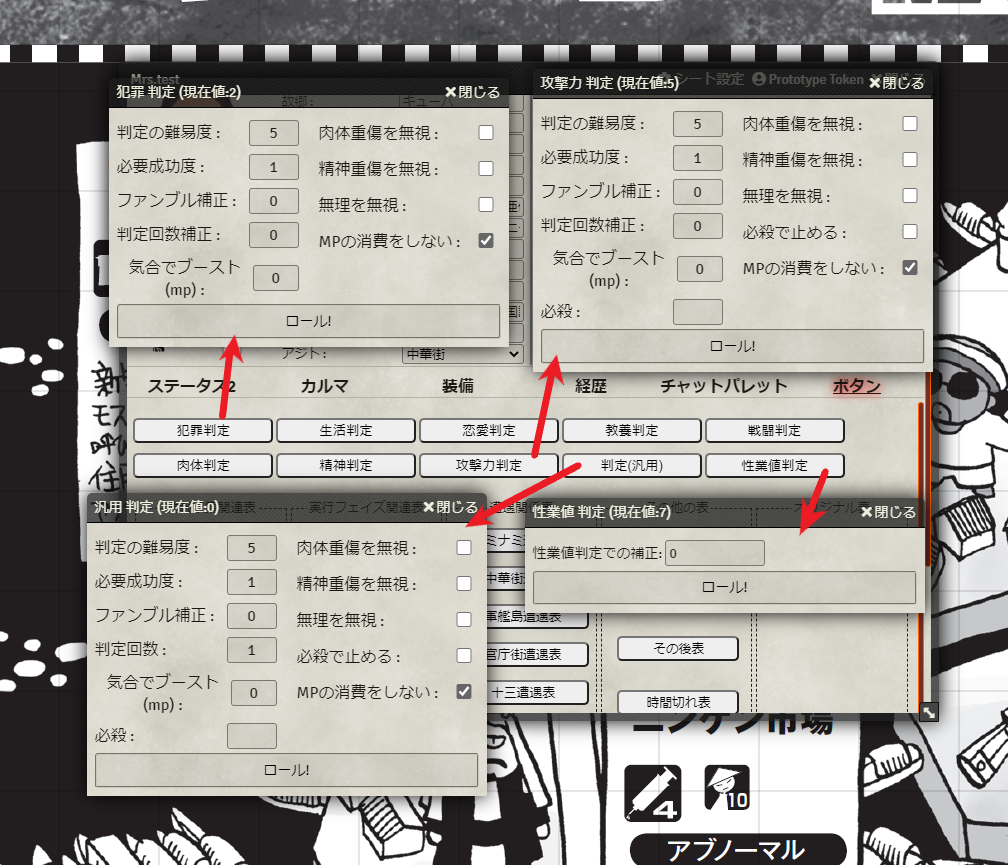 Mrs.test
シート設定 Prototype Token 閉じる
犯罪 判定 (現在値:2) ×閉じる
判定の難易度： 5 肉体重傷を無視：
必要成功度： 1 精神重傷を無視：
ファンブル補正： 0 無理を無視：
判定回数補正： 0 MPの消費をしない：
気合でブースト
(mp)： 0
ロール!
攻撃力 判定 (現在値:5) ×閉じる
判定の難易度： 5 肉体重傷を無視：
必要成功度： 1 精神重傷を無視：
ファンブル補正： 0 無理を無視：
判定回数補正： 0 必殺で止める：
気合でブースト
(mp)： 0 MPの消費をしない：
必殺：
ロール!
故郷： キューバ
アジト： 中華街
ステータス2 カルマ 装備 経歴 チャットパレット ボタン
犯罪判定 生活判定 恋愛判定 教養判定 戦闘判定
肉体判定 精神判定 攻撃力判定 判定(汎用) 性業値判定
関連表 実行フェイズ関連表 遭遇関 の他の表 オリジナル表
汎用 判定 (現在値:0) ×閉じる
判定の難易度： 5 肉体重傷を無視：
必要成功度： 1 精神重傷を無視：
ファンブル補正： 0 無理を無視：
判定回数： 1 必殺で止める：
気合でブースト
(mp)： 0 MPの消費をしない：
必殺：
ロール!
性業値 判定 (現在値:7) ×閉じる
性業値判定での補正: 0
ロール!
ミナミ
中華街
軍艦島遭遇表
官庁街遭遇表
十三遭遇表
その後表
時間切れ表
ニンゲン市場
4
10
アブノーマル